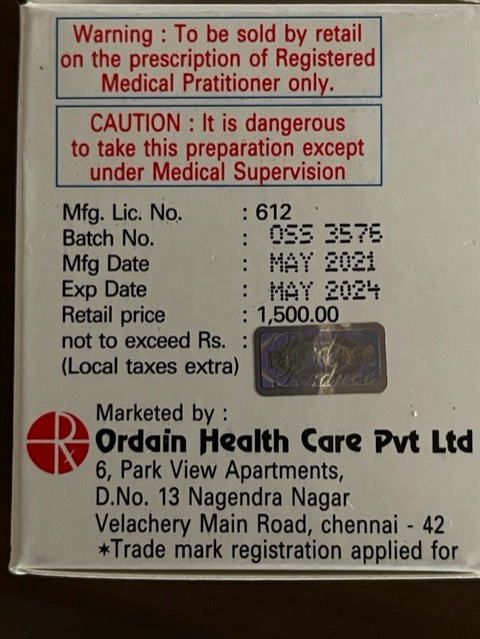 Warning : To be sold by retail
on the prescription of Registered
Medical Pratitioner only.
CAUTION : It is dangerous
to take this preparation except
under Medical Supervision
Mfg. Lic. No. : 612
Batch No. : OSS 3576
Mfg Date : MAY 2021
Exp Date : MAY 2024
Retail price : 1,500.00
not to exceed Rs. :
(Local taxes extra)
Marketed by :
Ordain Health Care Pvt Ltd
6, Park View Apartments,
D.No. 13 Nagendra Nagar
Velachery Main Road, chennai - 42
*Trade mark registration applied for